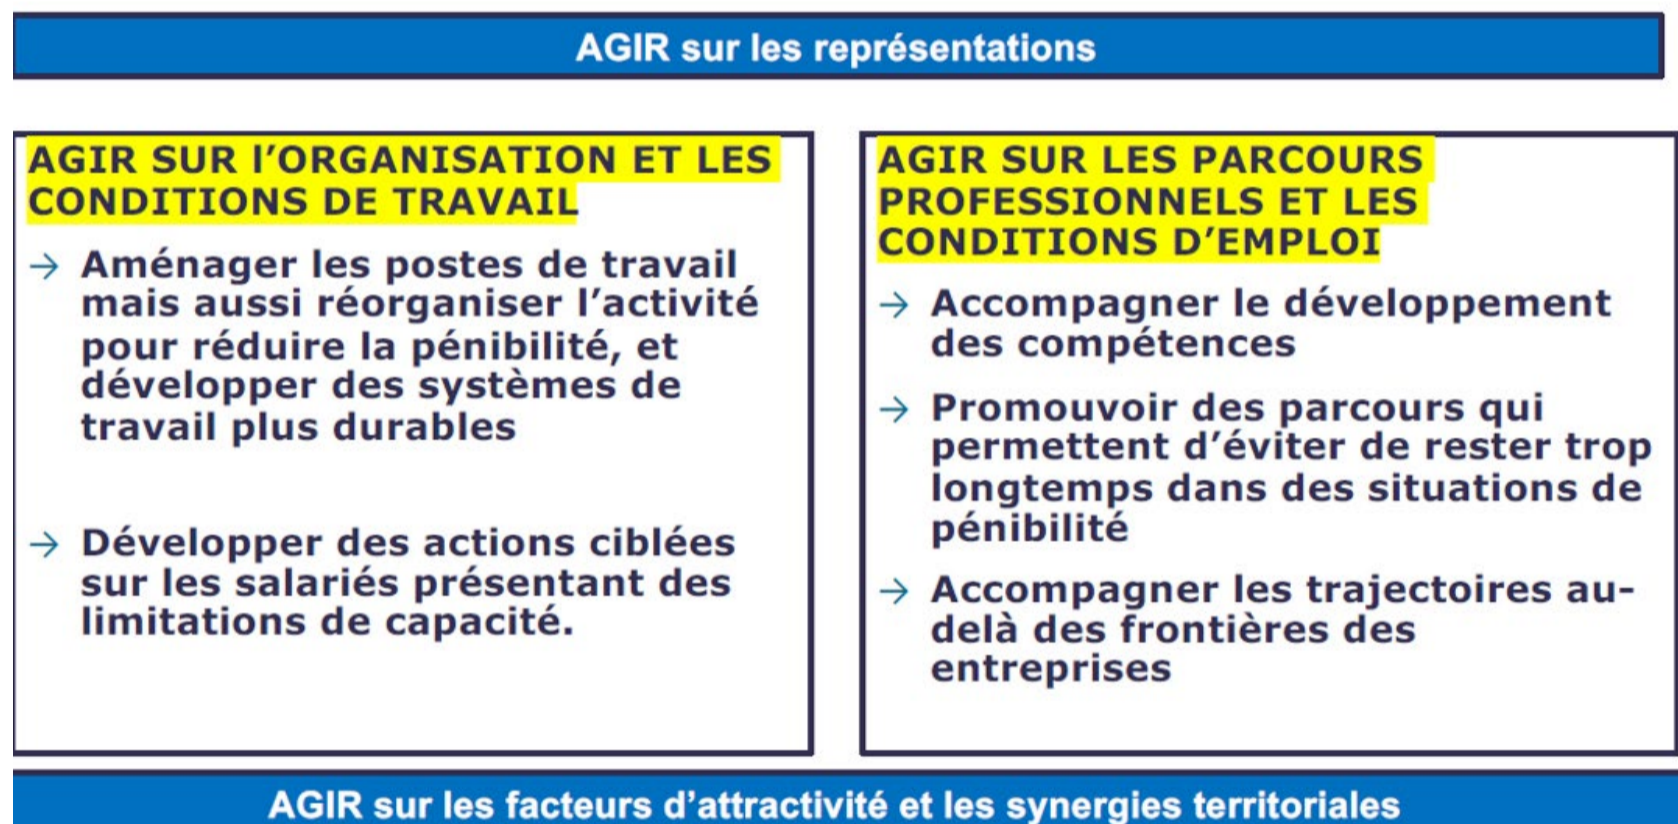 AGIR sur les représentations
AGIR SUR l’ORGANISATION ET LES
CONDITIONS DE TRAVAIL
→ Aménager les postes de travail
mais aussi réorganiser l’activité
pour réduire la pénibilité, et
développer des systèmes de
travail plus durables
→ Développer des actions ciblées
sur les salariés présentant des
limitations de capacité.
AGIR SUR LES PARCOURS
PROFESSIONNELS ET LES
CONDITIONS D’EMPLOI
→ Accompagner le développement
des compétences
→ Promouvoir des parcours qui
permettent d’éviter de rester trop
longtemps dans des situations de
pénibilité
→ Accompagner les trajectoires au-
delà des frontières des
entreprises
AGIR sur les facteurs d’attractivité et les synergies territoriales